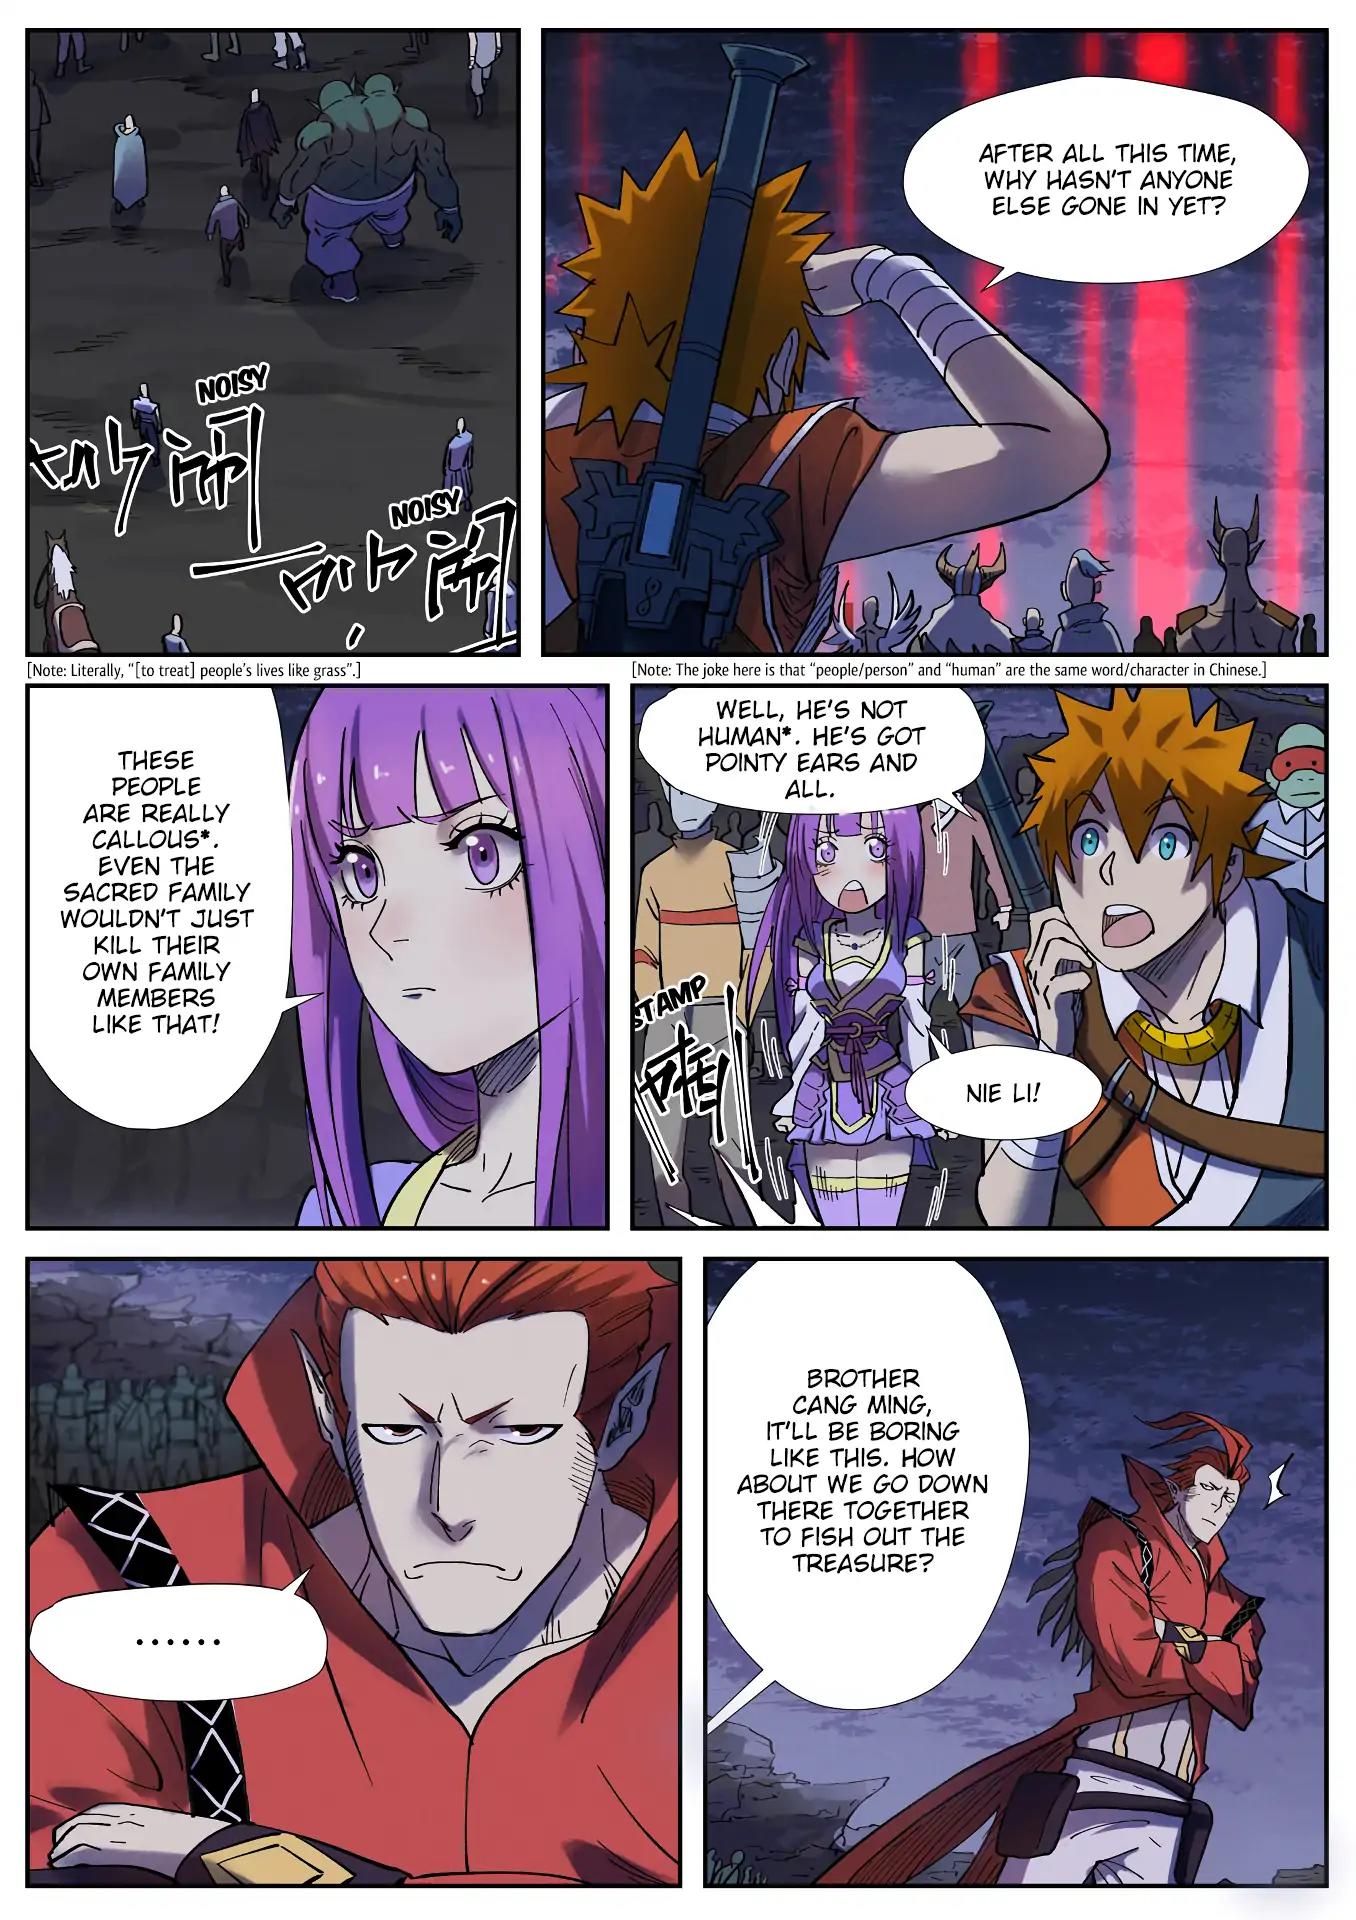 NOISY
NOISY
AFTER ALL THIS TIME,
WHY HASN'T ANYONE
ELSE GONE IN YET?
[Note: Literally, "[to treat] people's lives like grass".]
[Note: The joke here is that "people/person" and "human" are the same word/character in Chinese.]
THESE
PEOPLE
ARE REALLY
CALLOUS*.
EVEN THE
SACRED FAMILY
WOULDN'T JUST
KILL THEIR
OWN FAMILY
MEMBERS
LIKE THAT!
WELL, HE'S NOT
HUMAN*. HE'S GOT
POINTY EARS AND
ALL.
STAMP
NIE LI!
......
BROTHER
CANG MING,
IT'LL BE BORING
LIKE THIS. HOW
ABOUT WE GO DOWN
THERE TOGETHER
TO FISH OUT THE
TREASURE?